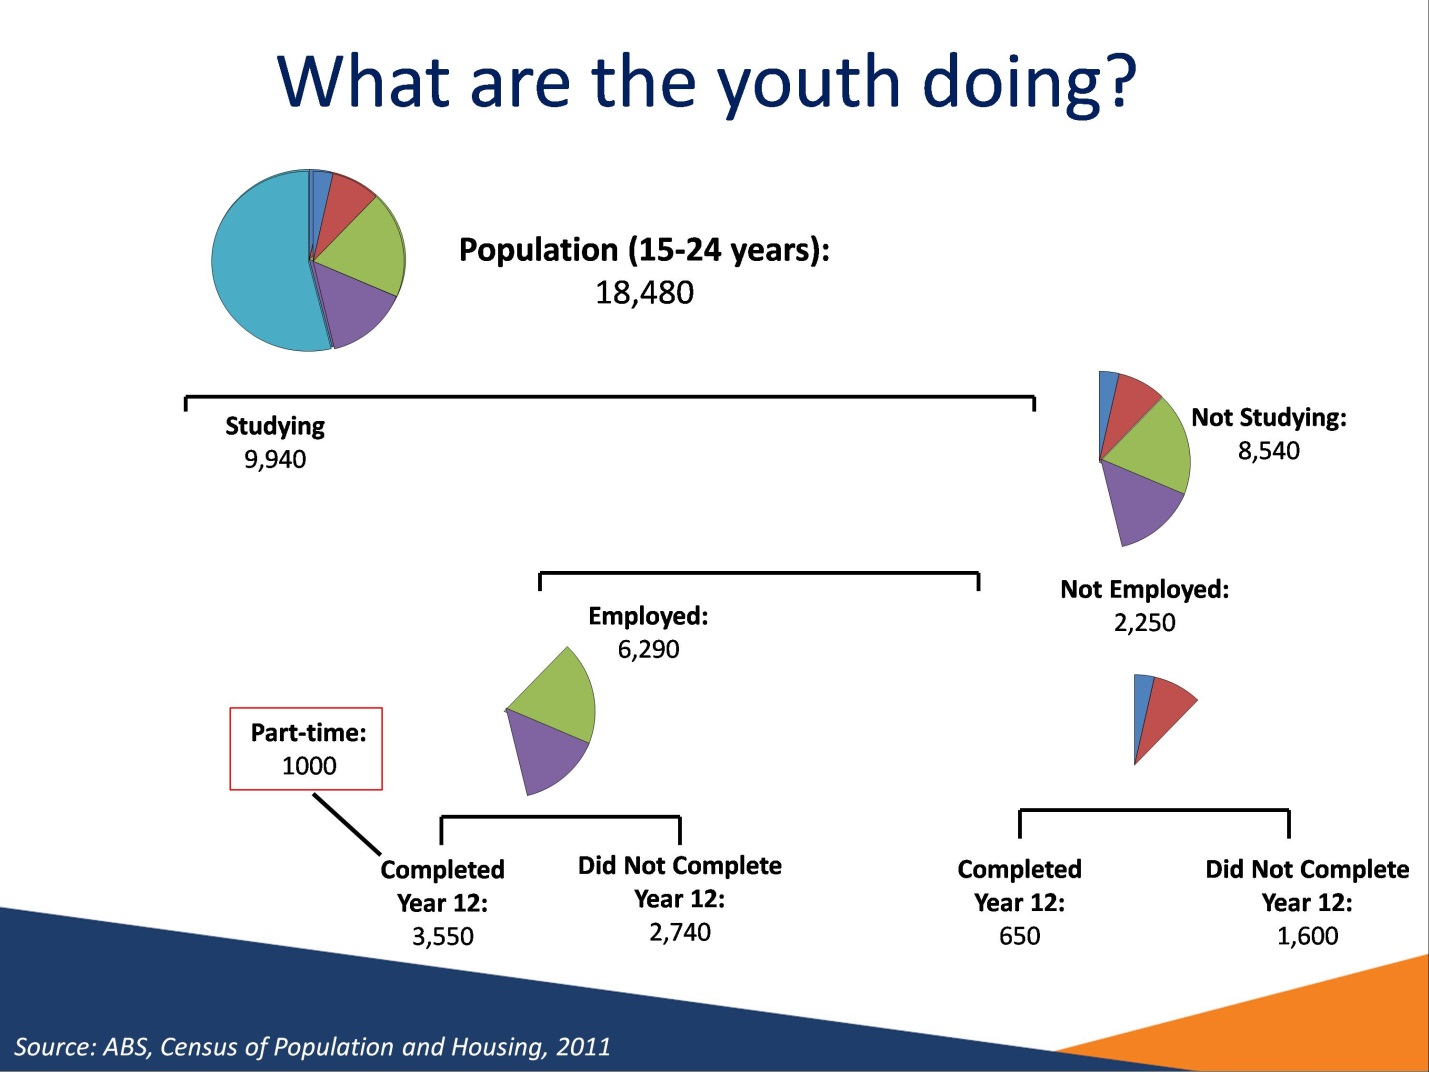 What are the youth doing?
Population (15-24 years):
18,480
Studying
9,940
Not Studying:
8,540
Employed:
6,290
Not Employed:
2,250
Part-time:
1000
Completed
Year 12:
3,550
Did Not Complete
Year 12:
2,740
Completed
Year 12:
650
Did Not Complete
Year 12:
1,600
Source: ABS, Census of Population and Housing, 2011